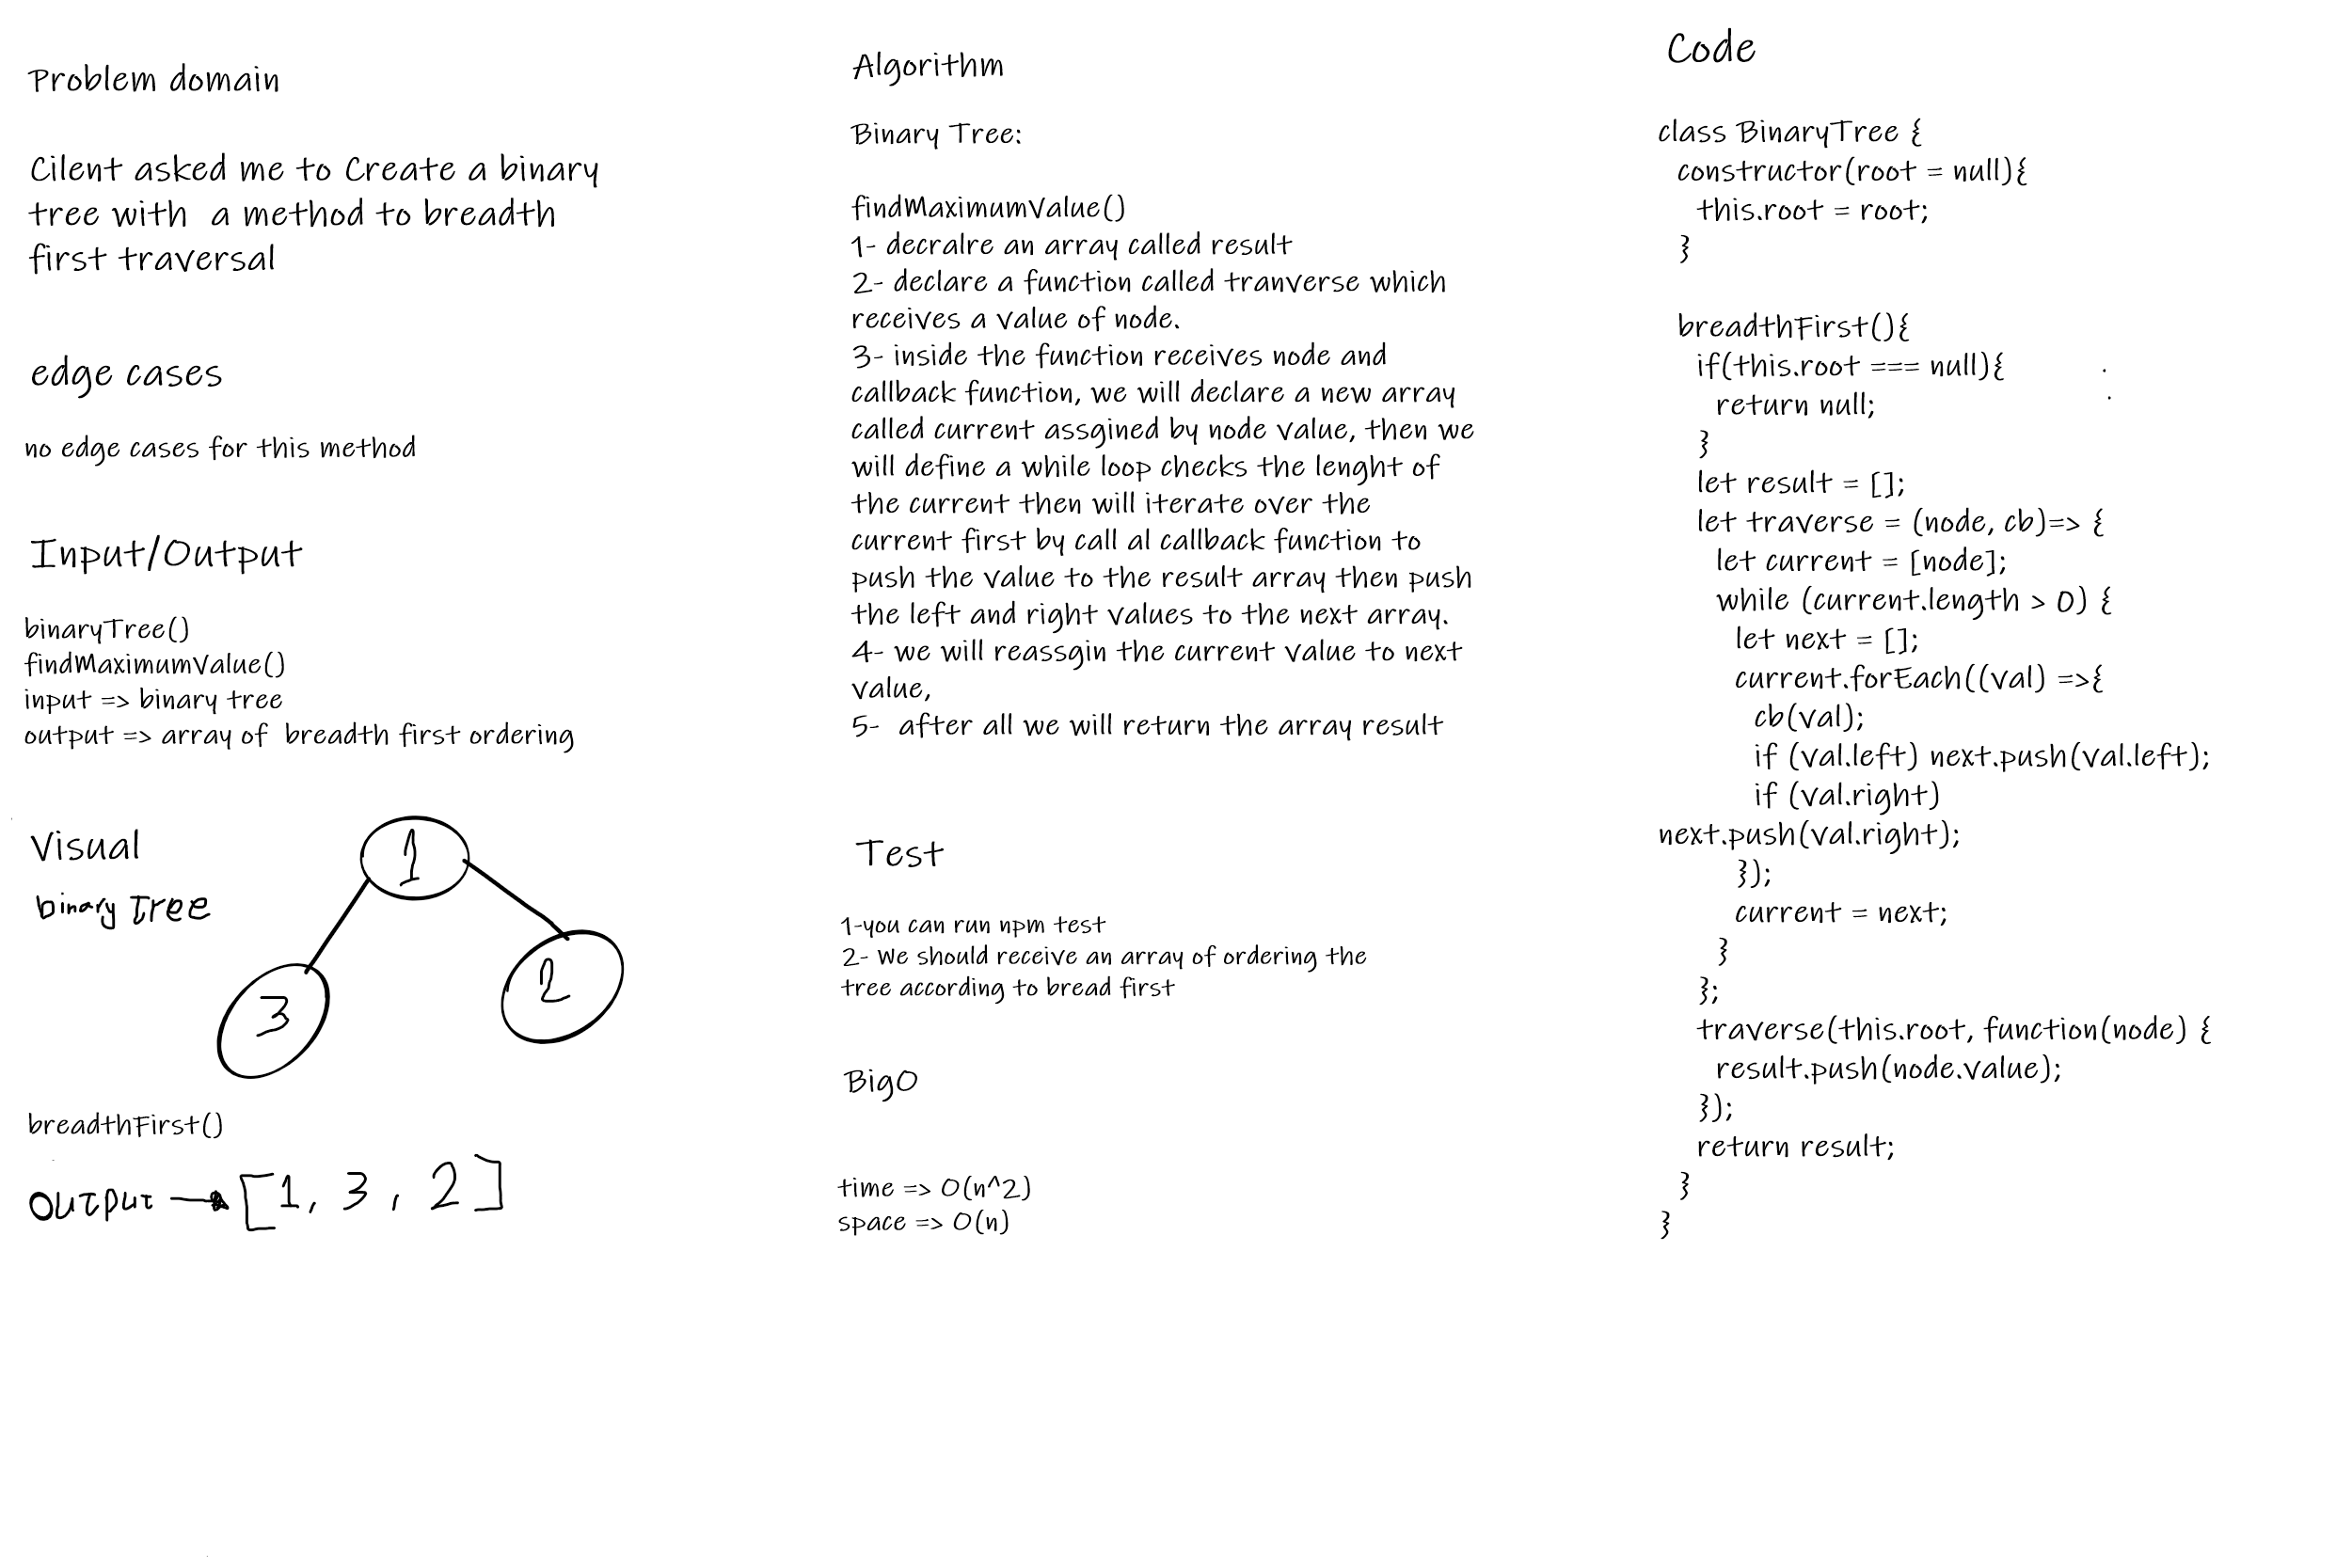 Problem domain
Cilent asked me to Create a binary
tree with a method to breadth
first traversal
edge cases
no edge cases for this method
Input/Output
binaryTree()
findMaximumValue()
input => binary tree
output => array of breadth first ordering
Visual
binary Tree
1
3
2
breadthFirst()
output → [1, 3, 2]
Algorithm
Binary Tree:
findMaximumValue()
1- decralre an array called result
2- declare a function called tranverse which
receives a value of node.
3- inside the function receives node and
callback function, we will declare a new array
called current assgined by node value, then we
will define a while loop checks the lenght of
the current then will iterate over the
current first by call al callback function to
push the value to the result array then push
the left and right values to the next array.
4- we will reassgin the current value to next
value,
5- after all we will return the array result
Test
1-you can run npm test
2- We should receive an array of ordering the
tree according to bread first
BigO
time => O(n^2)
space => O(n)
Code
class BinaryTree {
constructor(root = null){
this.root = root;
}
breadthFirst(){
if(this.root === null){
return null;
}
let result = [];
let traverse = (node, cb)=> {
let current = [node];
while (current.length > 0) {
let next = [];
current.forEach((val) =>{
cb(val);
if (val.left) next.push(val.left);
if (val.right)
next.push(val.right);
});
current = next;
}
};
traverse(this.root, function(node) {
result.push(node.value);
});
return result;
}
}